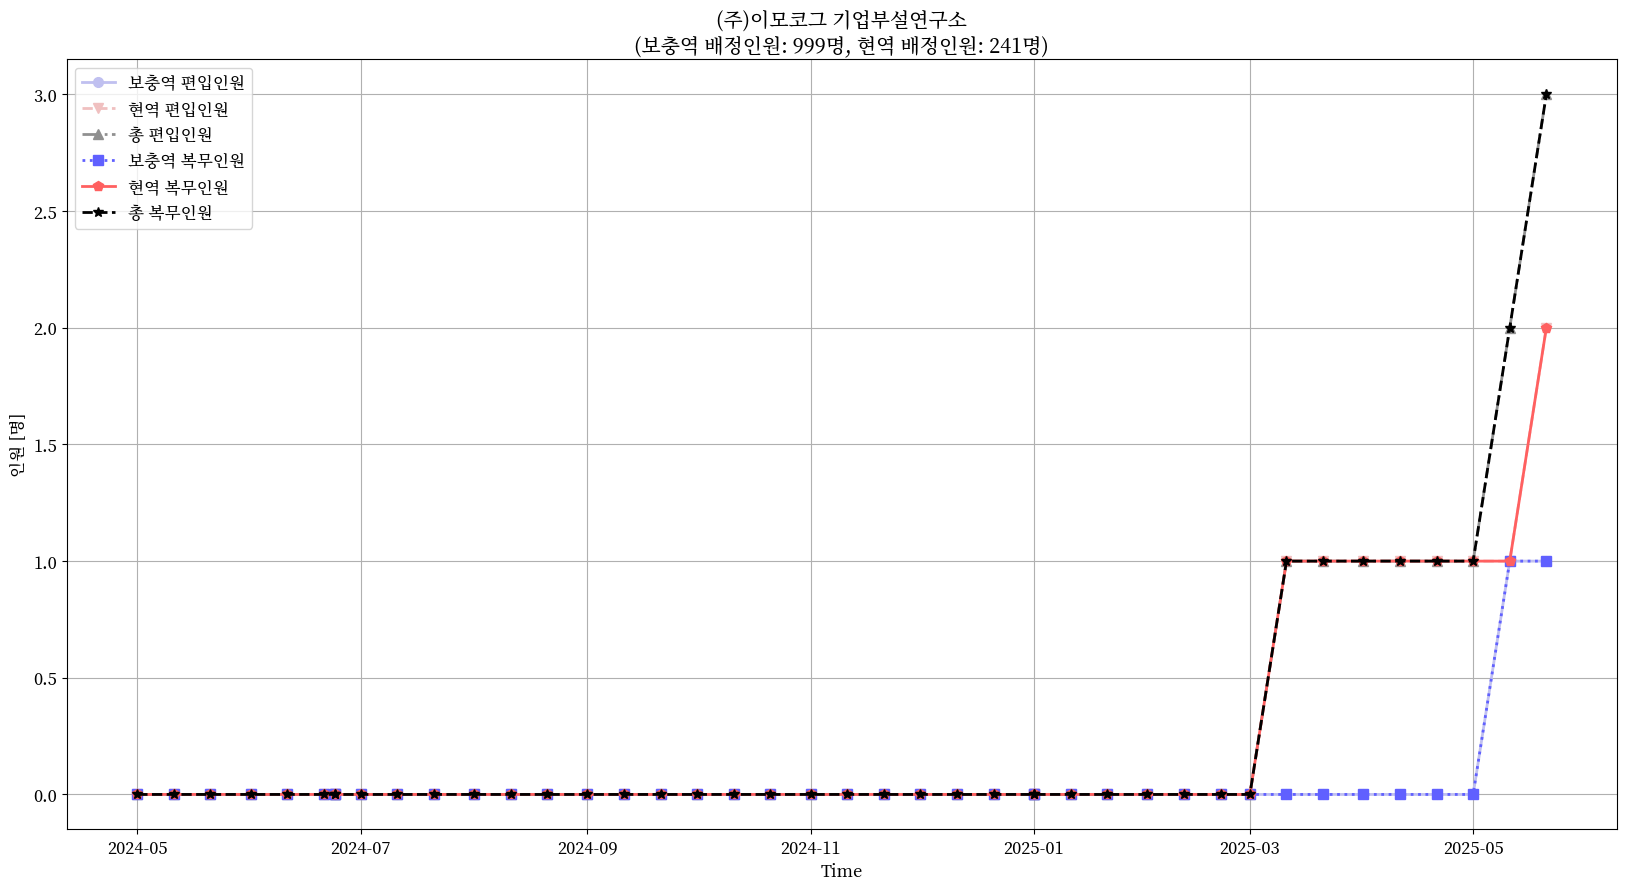 (주)이모코그 기업부설연구소
(보충역 배정인원: 999명, 현역 배정인원: 241명)
보충역 편입인원
현역 편입인원
총 편입인원
보충역 복무인원
현역 복무인원
총 복무인원
인원 [명]
3.0
2.5
2.0
1.5
1.0
0.5
0.0
2024-05 2024-07 2024-09 2024-11 2025-01 2025-03 2025-05
Time